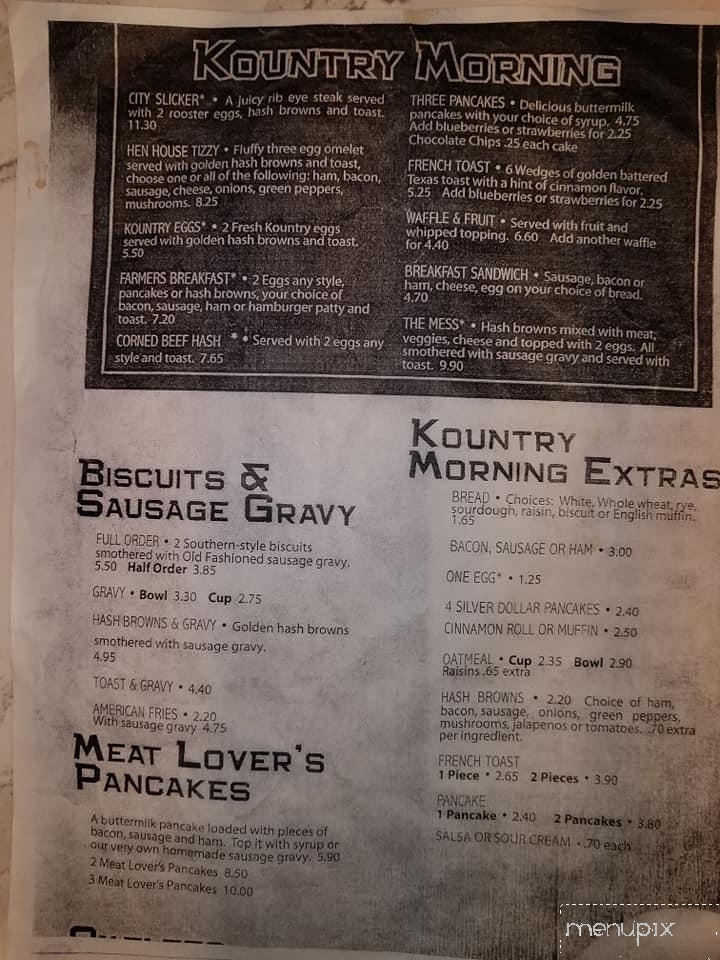 KOUNTRY MORNING
CITY SLICKER* • A juicy rib eye steak served
with 2 rooster eggs, hash browns and toast.
11.30
HEN HOUSE TIZZY • Fluffy three egg omelet
served with golden hash browns and toast,
choose one or all of the following: ham, bacon,
sausage, cheese, onions, green peppers,
mushrooms. 8.25
KOUNTRY EGGS* • 2 Fresh Kountry eggs
served with golden hash browns and toast.
5.50
FARMERS BREAKFAST* • 2 Eggs any style,
pancakes or hash browns, your choice of
bacon, sausage, ham or hamburger patty and
toast. 7.20
CORNED BEEF HASH * • Served with 2 eggs any
style and toast. 7.65
THREE PANCAKES • Delicious buttermilk
pancakes with your choice of syrup. 4.75
Add blueberries or strawberries for 2.25
Chocolate Chips .25 each cake
FRENCH TOAST • 6 Wedges of golden battered
Texas toast with a hint of cinnamon flavor.
5.25 Add blueberries or strawberries for 2.25
WAFFLE & FRUIT • Served with fruit and
whipped topping. 6.60 Add another waffle
for 4.40
BREAKFAST SANDWICH • Sausage, bacon or
ham, cheese, egg on your choice of bread.
4.70
THE MESS* • Hash browns mixed with meat,
veggies, cheese and topped with 2 eggs. All
smothered with sausage gravy and served with
toast. 9.90
BISCUITS &
SAUSAGE GRAVY
FULL ORDER • 2 Southern-style biscuits
smothered with Old Fashioned sausage gravy.
5.50 Half Order 3.85
GRAVY • Bowl 3.30 Cup 2.75
HASH BROWNS & GRAVY • Golden hash browns
smothered with sausage gravy.
4.95
TOAST & GRAVY • 4.40
AMERICAN FRIES • 2.20
With sausage gravy 4.75
MEAT LOVER'S
PANCAKES
A buttermilk pancake loaded with pieces of
bacon, sausage and ham. Top it with syrup or
our very own homemade sausage gravy. 5.90
2 Meat Lover's Pancakes 8.50
3 Meat Lover's Pancakes 10.00
KOUNTRY
MORNING EXTRAS
BREAD • Choices: White, Whole wheat, rye,
sourdough, raisin, biscuit or English muffin.
1.65
BACON, SAUSAGE OR HAM • 3.00
ONE EGG* • 1.25
4 SILVER DOLLAR PANCAKES • 2.40
CINNAMON ROLL OR MUFFIN • 2.50
OATMEAL • Cup 2.35 Bowl 2.90
Raisins .65 extra
HASH BROWNS • 2.20 Choice of ham,
bacon, sausage, onions, green peppers,
mushrooms, jalapenos or tomatoes. .70 extra
per ingredient.
FRENCH TOAST
1 Piece • 2.65 2 Pieces • 3.90
PANCAKE
1 Pancake • 2.40 2 Pancakes • 3.80
SALSA OR SOUR CREAM • .70 each
menupix